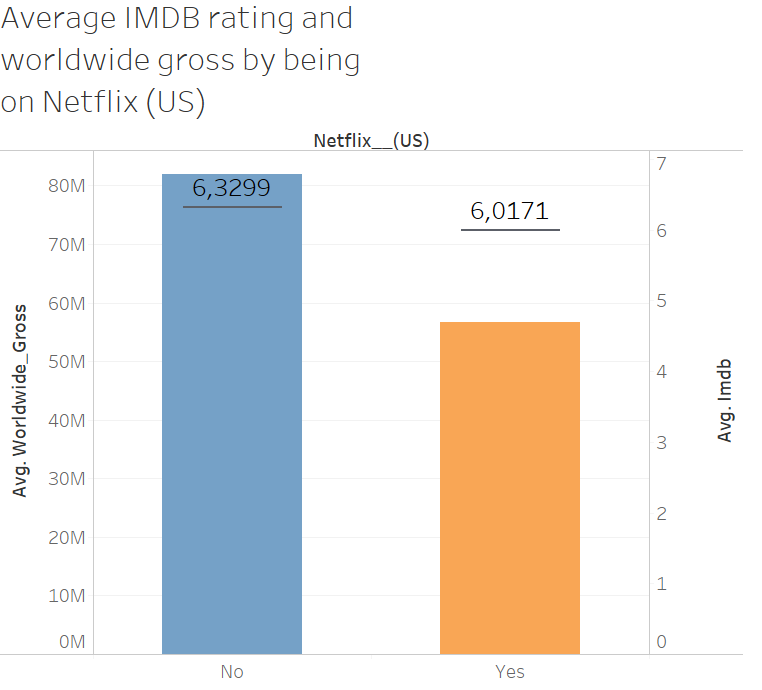 Average IMDB rating and
worldwide gross by being
on Netflix (US)
Netflix__(US)
Avg. Worldwide_Gross
80M
70M
60M
50M
40M
30M
20M
10M
0M
6,3299
6,0171
7
6
5
4
3
2
1
0
Avg. Imdb
No
Yes